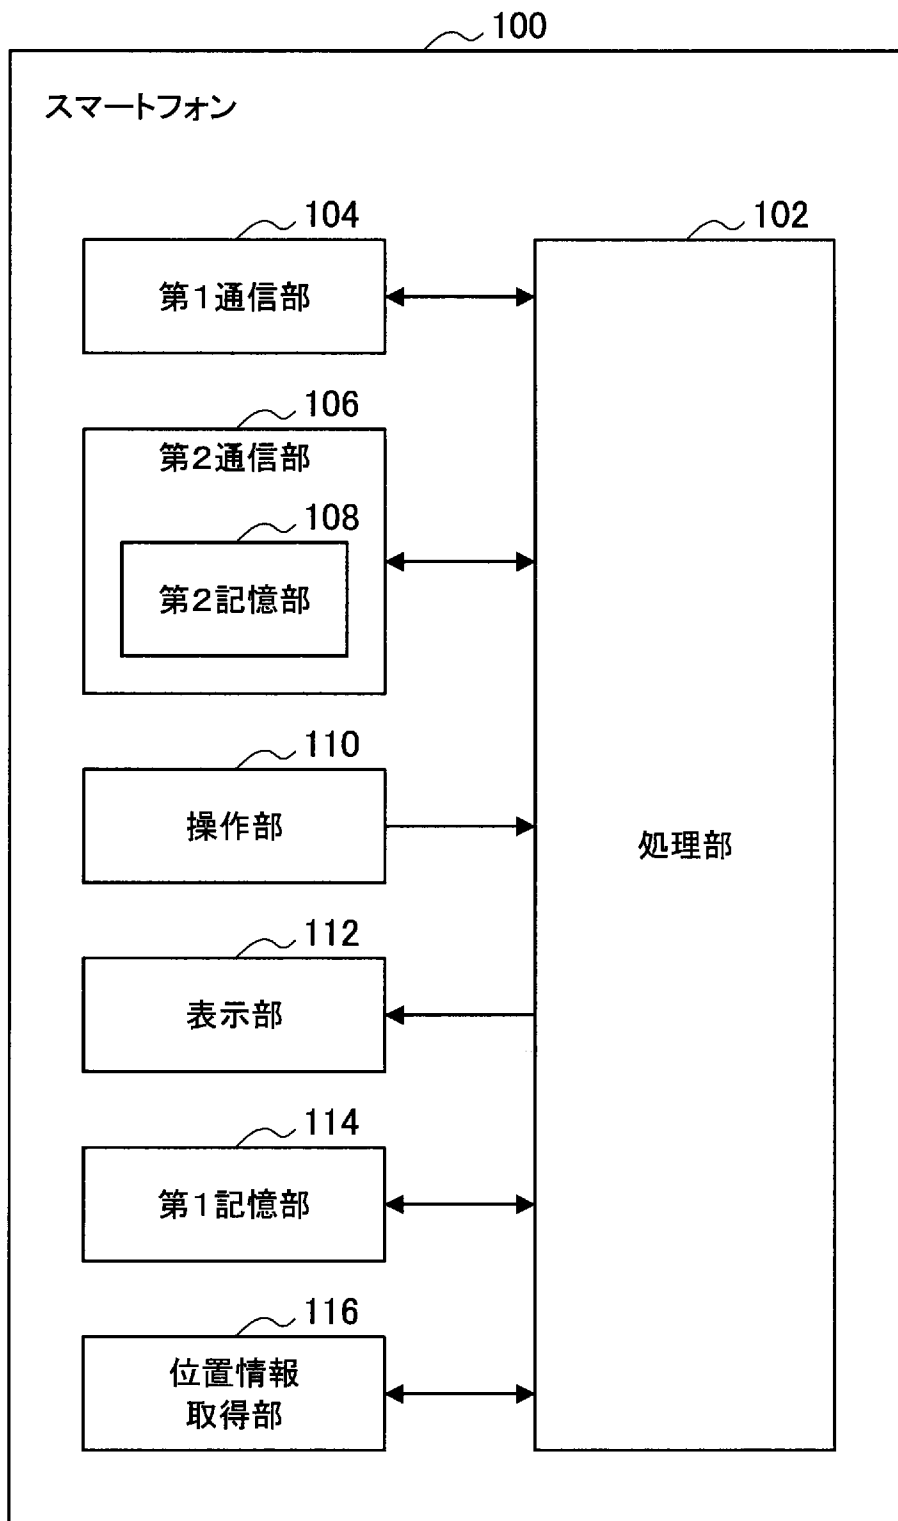 100
スマートフォン
104
第1通信部
102
106
第2通信部
108
第2記憶部
110
操作部
処理部
112
表示部
114
第1記憶部
116
位置情報
取得部